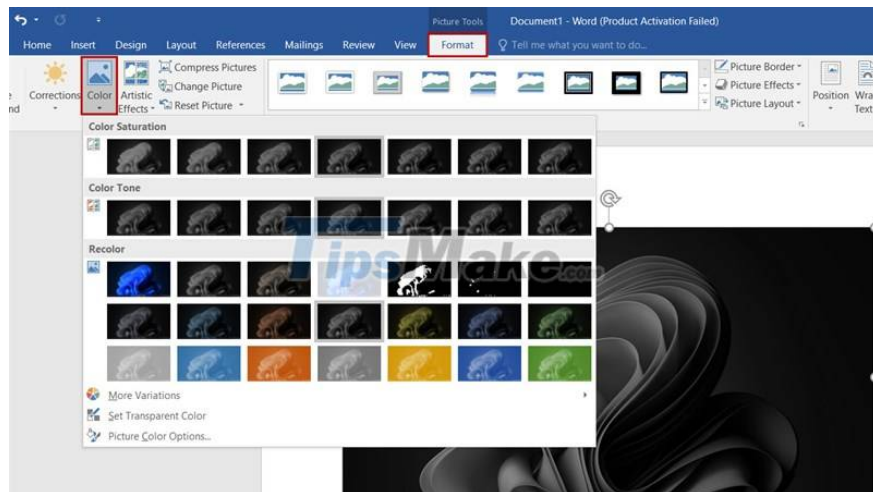 Picture Tools Document1 - Word (Product Activation Failed)
Home Insert Design Layout References Mailings Review View Format Tell me what you want to do...
Corrections Color Artistic Effects
Compress Pictures
Change Picture
Reset Picture
Picture Border
Picture Effects
Picture Layout
Position
Color Saturation
Color Tone
Recolor
TipsMake.com
More Variations
Set Transparent Color
Picture Color Options...